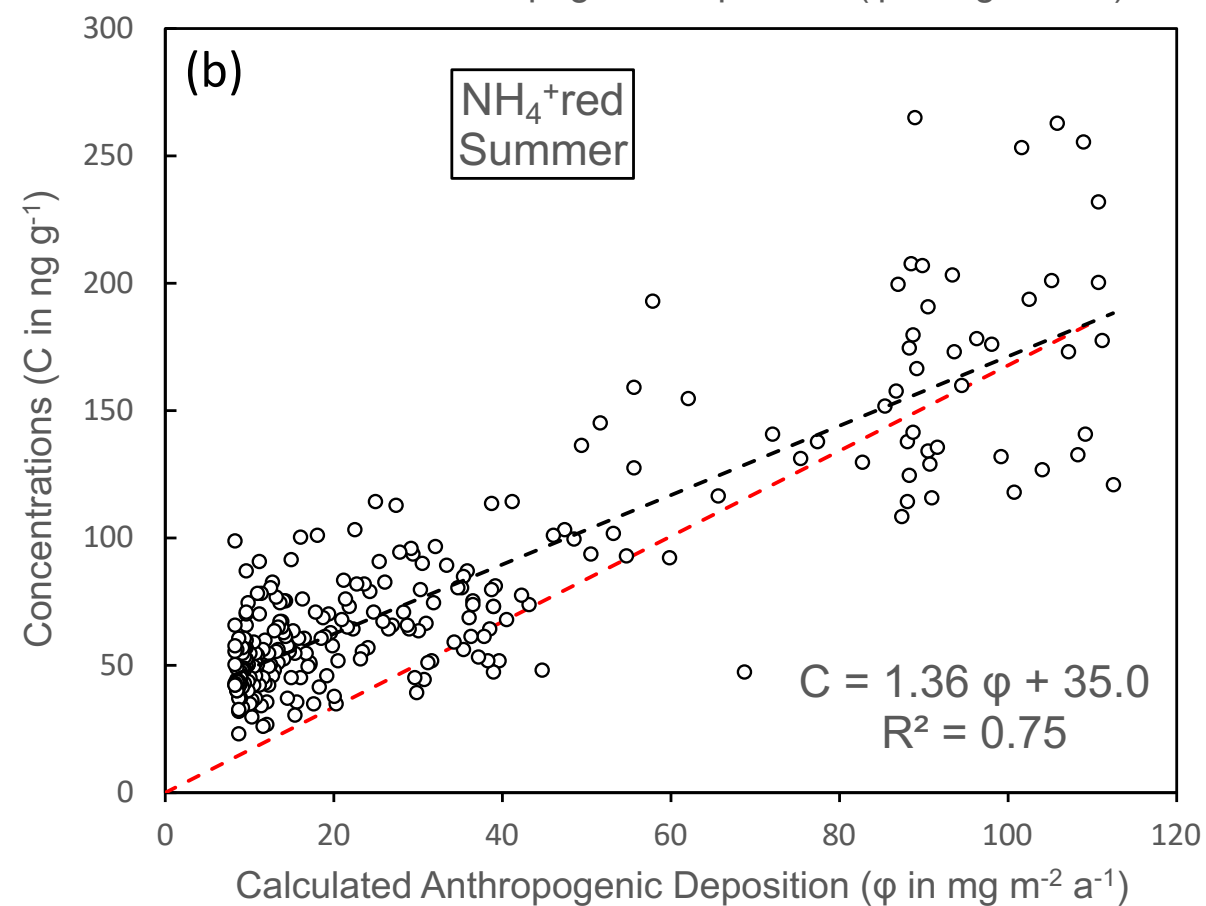 300
(b)
NH₄⁺red
Summer
250
200
150
100
50
0
Concentrations (C in ng g⁻¹)
C = 1.36 φ + 35.0
R² = 0.75
0 20 40 60 80 100 120
Calculated Anthropogenic Deposition (φ in mg m⁻² a⁻¹)